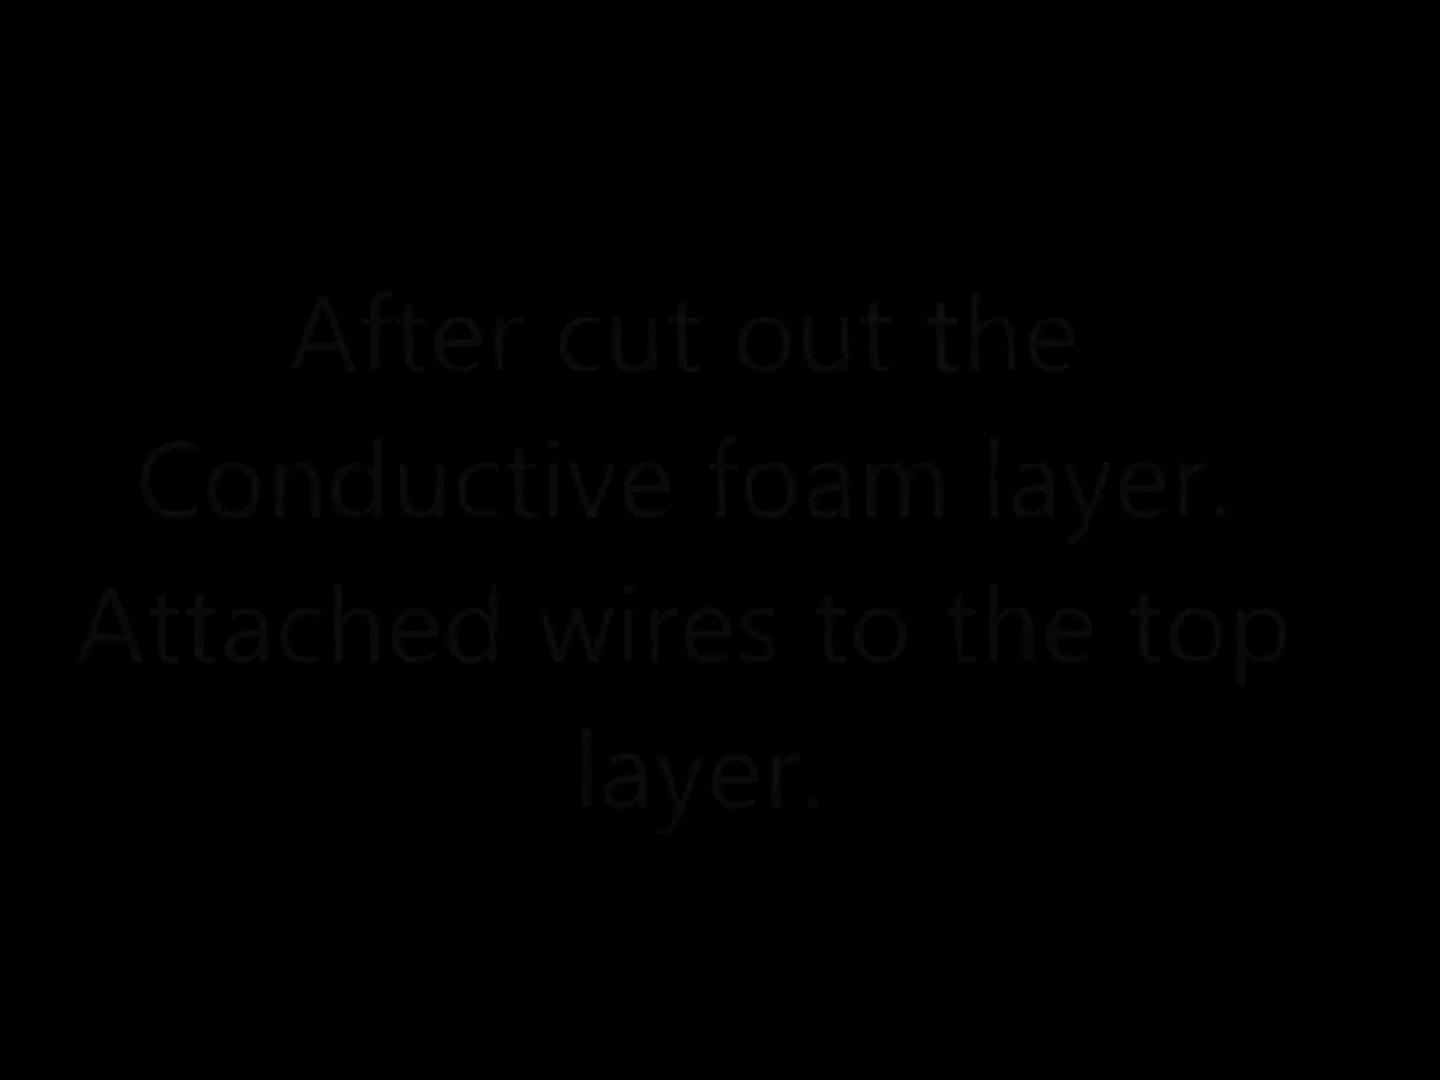 After cut out the
Conductive foam layer.
Attached wires to the top
layer.